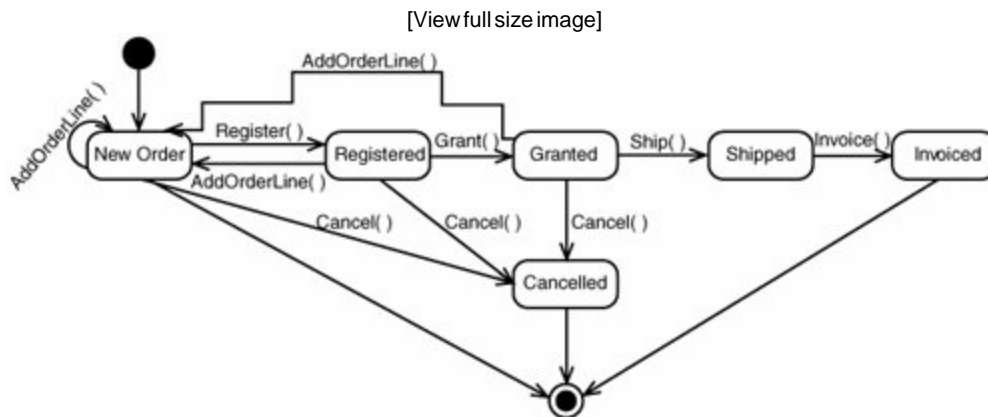 [View full size image]
AddOrderLine( )
AddOrderLine( )
Register( )
Grant( )
Ship( )
Invoice( )
New Order
Registered
Granted
Shipped
Invoiced
AddOrderLine( )
Cancel( )
Cancel( )
Cancel( )
Cancelled